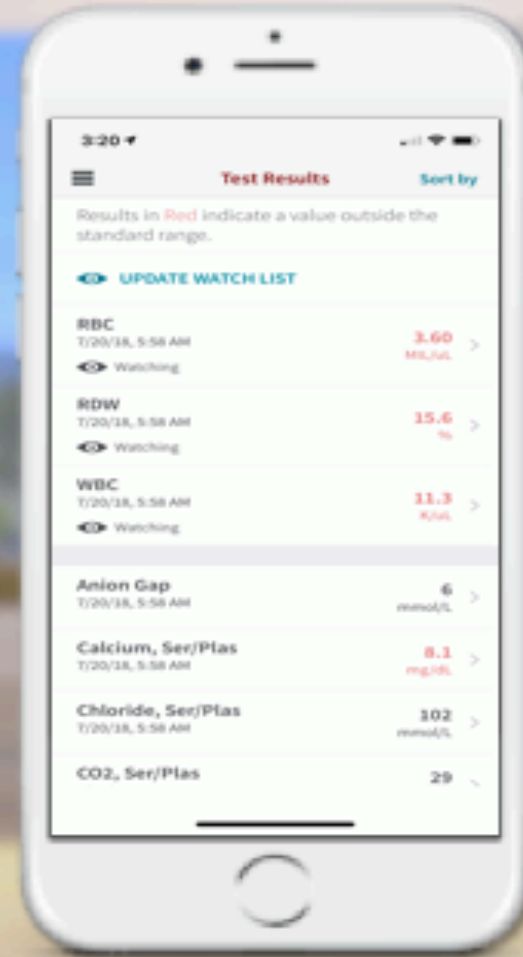 3:20
Test Results
Sort by
Results in Red indicate a value outside the
standard range.
UPDATE WATCH LIST
RBC
3.60
7/20/18, 5:58 AM
MIL/uL
Watching
RDW
15.6
7/20/18, 5:58 AM
%
Watching
WBC
11.3
7/20/18, 5:58 AM
K/uL
Watching
Anion Gap
6
7/20/18, 5:58 AM
mmol/L
Calcium, Ser/Plas
8.1
7/20/18, 5:58 AM
mg/dL
Chloride, Ser/Plas
102
7/20/18, 5:58 AM
mmol/L
CO2, Ser/Plas
29